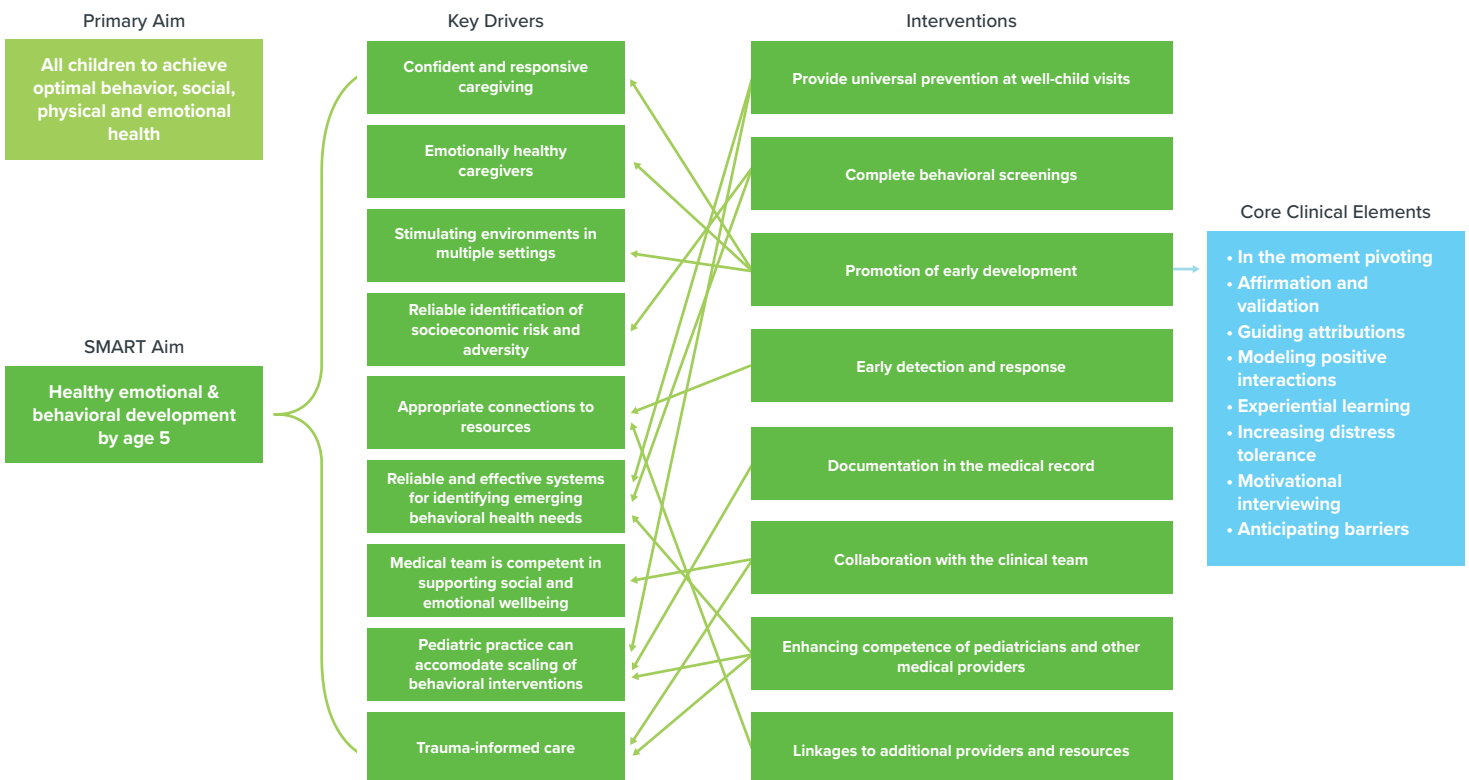 Primary Aim
All children to achieve
optimal behavior, social,
physical and emotional
health
SMART Aim
Healthy emotional &
behavioral development
by age 5
Key Drivers
Confident and responsive
caregiving
Emotionally healthy
caregivers
Stimulating environments in
multiple settings
Reliable identification of
socioeconomic risk and
adversity
Appropriate connections to
resources
Reliable and effective systems
for identifying emerging
behavioral health needs
Medical team is competent in
supporting social and
emotional wellbeing
Pediatric practice can
accomodate scaling of
behavioral interventions
Trauma-informed care
Interventions
Provide universal prevention at well-child visits
Complete behavioral screenings
Promotion of early development
Early detection and response
Documentation in the medical record
Collaboration with the clinical team
Enhancing competence of pediatricians and other
medical providers
Linkages to additional providers and resources
Core Clinical Elements
• In the moment pivoting
• Affirmation and
validation
• Guiding attributions
• Modeling positive
interactions
• Experiential learning
• Increasing distress
tolerance
• Motivational
interviewing
• Anticipating barriers